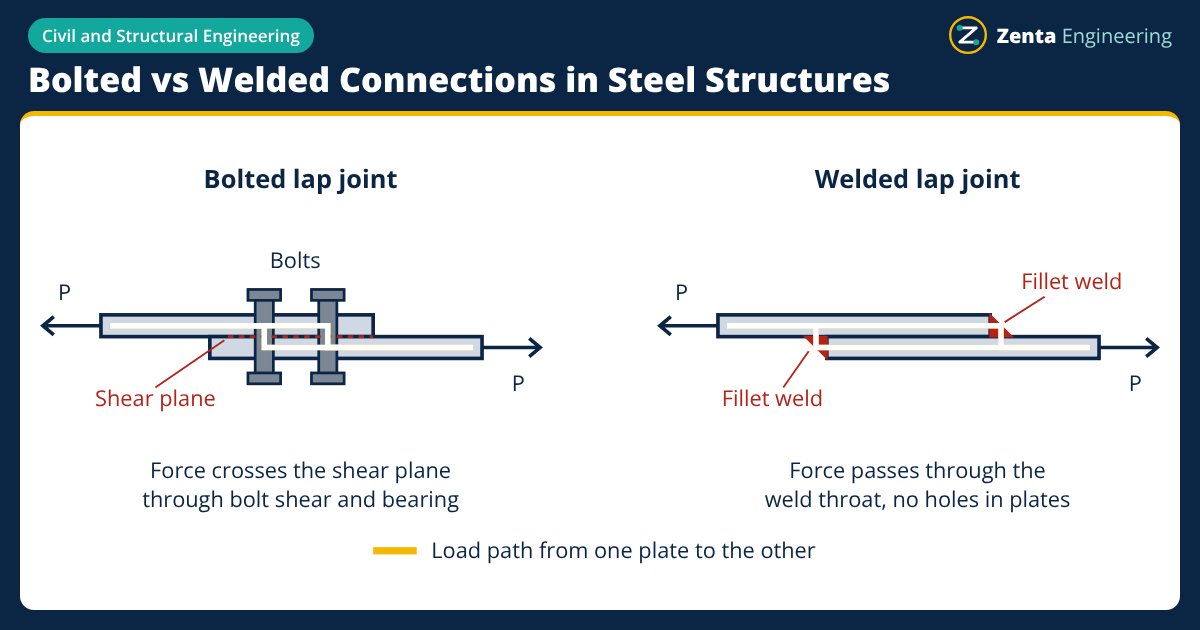 Civil and Structural Engineering
Zenta Engineering
Bolted vs Welded Connections in Steel Structures
Bolted lap joint
Welded lap joint
Bolts
P
P
Shear plane
P
P
Fillet weld
Fillet weld
Force crosses the shear plane
through bolt shear and bearing
Force passes through the
weld throat, no holes in plates
Load path from one plate to the other